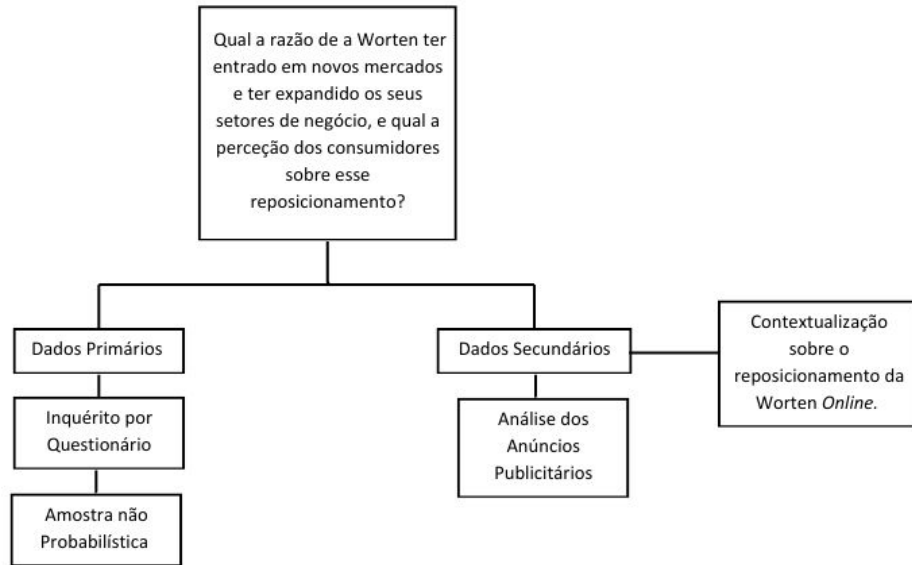 Qual a razão de a Worten ter
entrado em novos mercados
e ter expandido os seus
setores de negócio, e qual a
perceção dos consumidores
sobre esse
reposicionamento?
Dados Primários
Inquérito por
Questionário
Amostra não
Probabilística
Dados Secundários
Análise dos
Anúncios
Publicitários
Contextualização
sobre o
reposicionamento da
Worten Online.